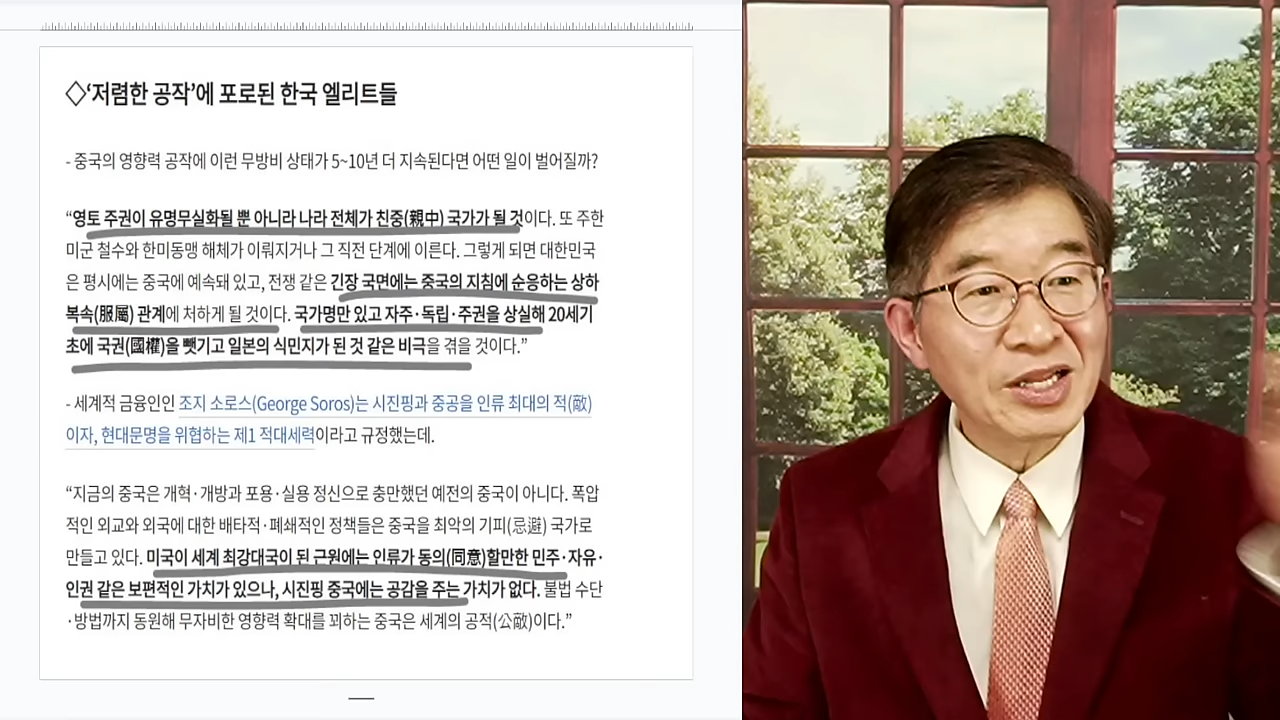 ◇‘저렴한 공작’에 포로된 한국 엘리트들
- 중국의 영향력 공작에 이런 무방비 상태가 5~10년 더 지속된다면 어떤 일이 벌어질까?
“영토 주권이 유명무실화될 뿐 아니라 나라 전체가 친중(親中) 국가가 될 것이다. 또 주한
미군 철수와 한미동맹 해체가 이뤄지거나 그 직전 단계에 이른다. 그렇게 되면 대한민국
은 평시에는 중국에 예속돼 있고, 전쟁 같은 긴장 국면에는 중국의 지침에 순응하는 상하
복속(服屬) 관계에 처하게 될 것이다. 국가명만 있고 자주·독립·주권을 상실해 20세기
초에 국권(國權)을 뺏기고 일본의 식민지가 된 것 같은 비극을 겪을 것이다.”
- 세계적 금융인인 조지 소로스(George Soros)는 시진핑과 중공을 인류 최대의 적(敵)
이자, 현대문명을 위협하는 제1 적대세력이라고 규정했는데.
“지금의 중국은 개혁·개방과 포용·실용 정신으로 충만했던 예전의 중국이 아니다. 폭압
적인 외교와 외국에 대한 배타적·폐쇄적인 정책들은 중국을 최악의 기피(忌避) 국가로
만들고 있다. 미국이 세계 최강대국이 된 근원에는 인류가 동의(同意)할만한 민주·자유·
인권 같은 보편적인 가치가 있으나, 시진핑 중국에는 공감을 주는 가치가 없다. 불법 수단
·방법까지 동원해 무자비한 영향력 확대를 꾀하는 중국은 세계의 공적(公敵)이다.”